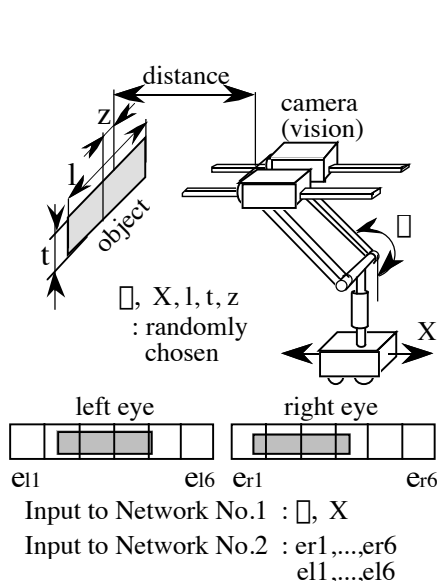 distance
z
camera
(vision)
l
object
t
▯
▯, X, l, t, z
: randomly
chosen
X
left eye
right eye
el1
el6
er1
er6
Input to Network No.1 : ▯, X
Input to Network No.2 : er1,...,er6
el1,...,el6